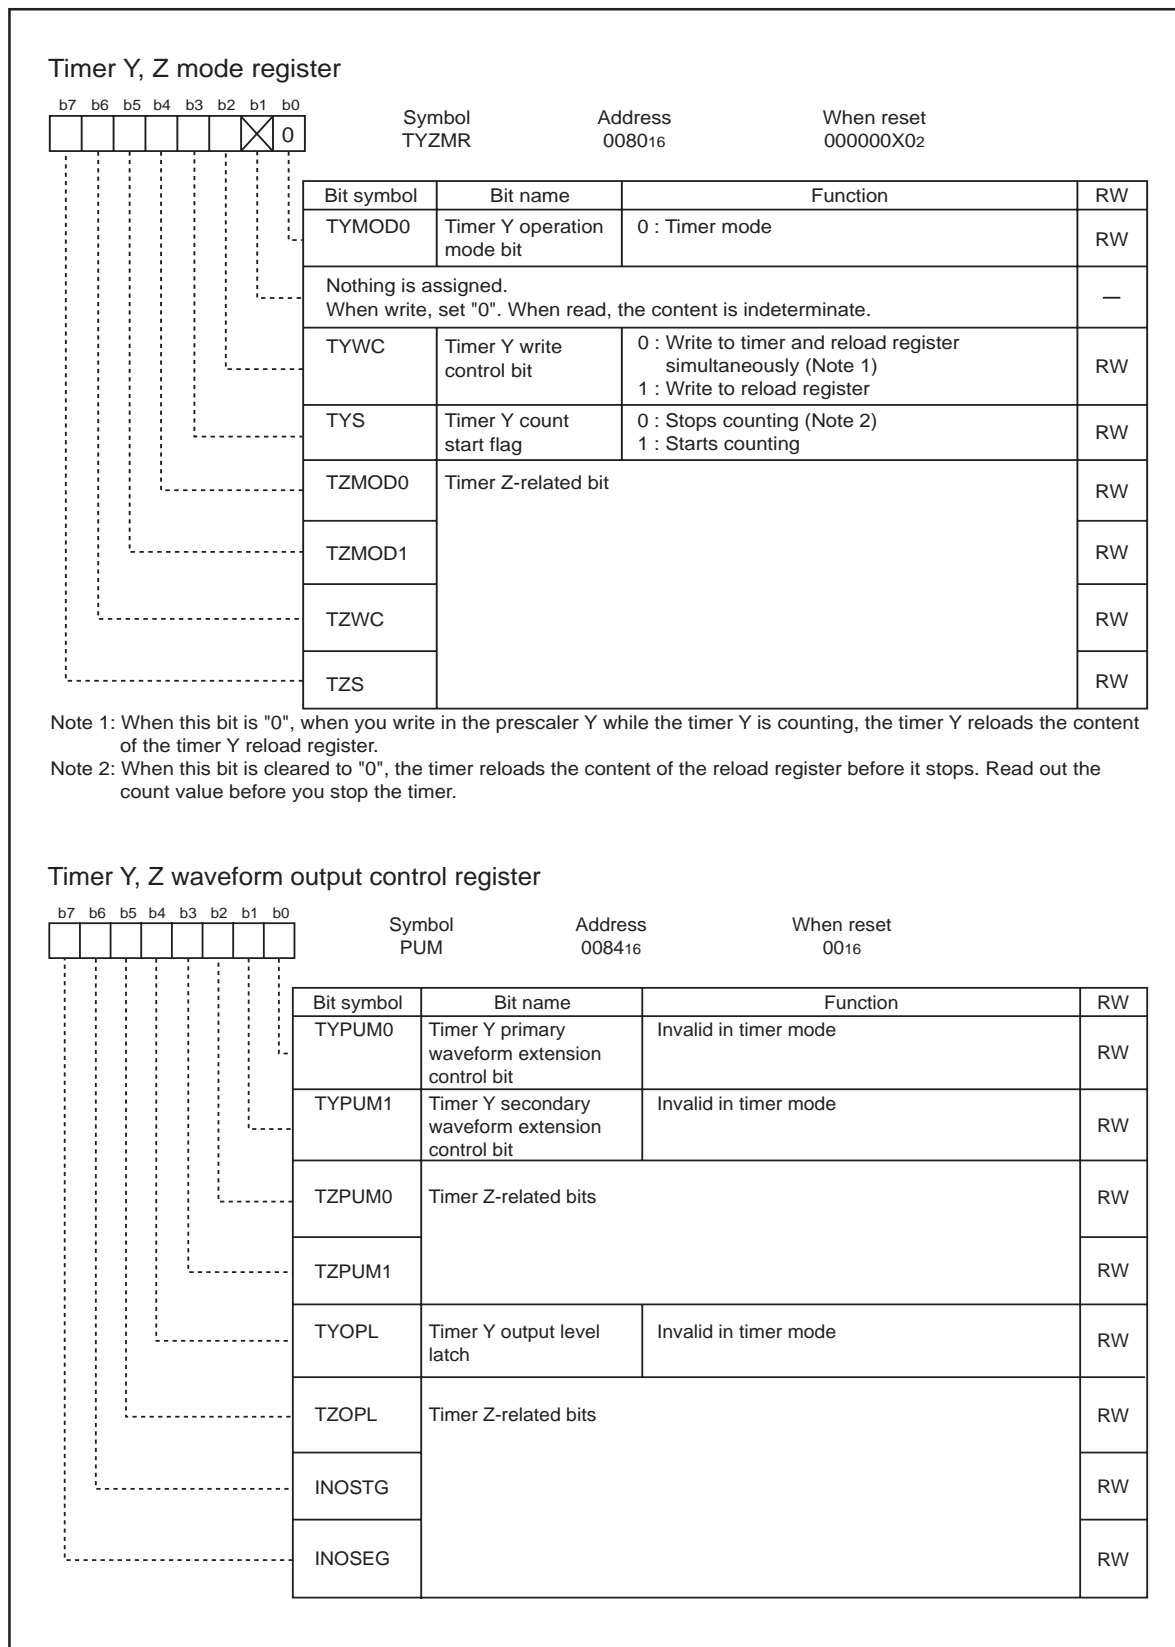 Timer Y, Z mode register
b7 b6 b5 b4 b3 b2 b1 b0
0
Symbol Address When reset
TYZMR 008016 000000X02
Bit symbol Bit name Function RW
TYMOD0 Timer Y operation mode bit 0 : Timer mode RW
Nothing is assigned.
When write, set "0". When read, the content is indeterminate. –
TYWC Timer Y write control bit 0 : Write to timer and reload register simultaneously (Note 1)
1 : Write to reload register RW
TYS Timer Y count start flag 0 : Stops counting (Note 2)
1 : Starts counting RW
TZMOD0 Timer Z-related bit RW
TZMOD1 RW
TZWC RW
TZS RW
Note 1: When this bit is "0", when you write in the prescaler Y while the timer Y is counting, the timer Y reloads the content
of the timer Y reload register.
Note 2: When this bit is cleared to "0", the timer reloads the content of the reload register before it stops. Read out the
count value before you stop the timer.
Timer Y, Z waveform output control register
b7 b6 b5 b4 b3 b2 b1 b0
Symbol Address When reset
PUM 008416 0016
Bit symbol Bit name Function RW
TYPUM0 Timer Y primary waveform extension control bit Invalid in timer mode RW
TYPUM1 Timer Y secondary waveform extension control bit Invalid in timer mode RW
TZPUM0 Timer Z-related bits RW
TZPUM1 RW
TYOPL Timer Y output level latch Invalid in timer mode RW
TZOPL Timer Z-related bits RW
INOSTG RW
INOSEG RW